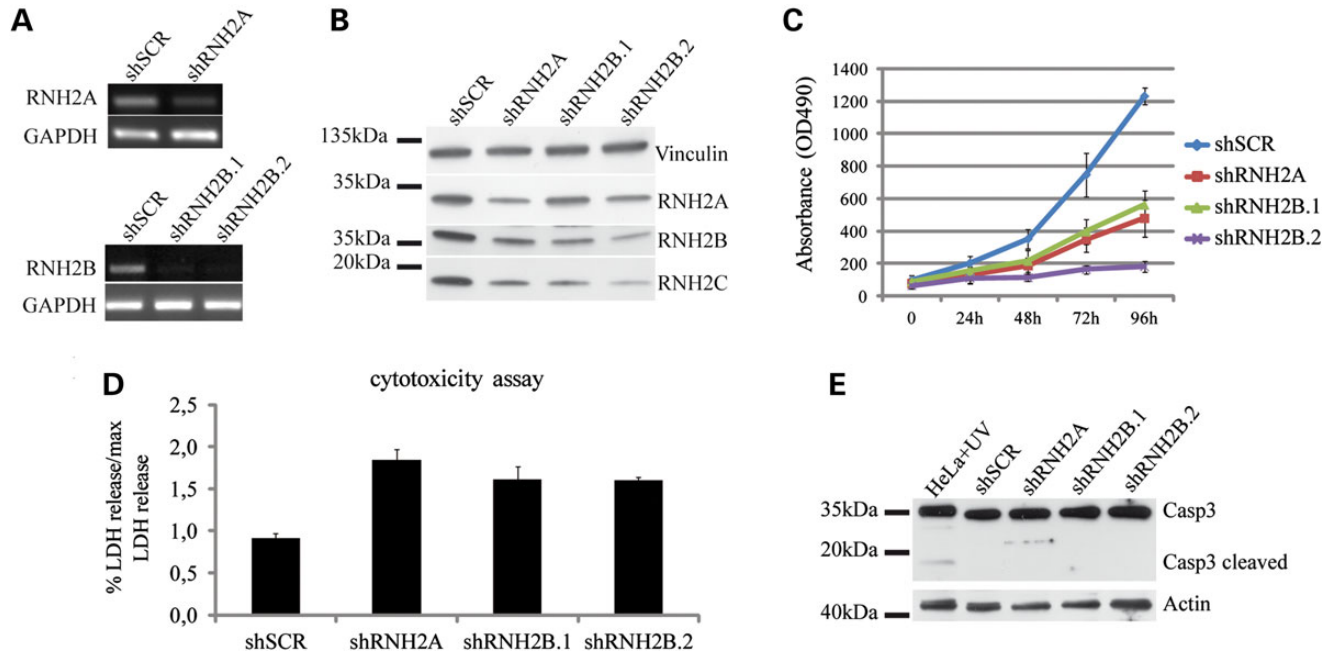 A
shSCR
shRNH2A
RNH2A
GAPDH
shSCR
shRNH2B.1
shRNH2B.2
RNH2B
GAPDH
B
shSCR
shRNH2A
shRNH2B.1
shRNH2B.2
135kDa
Vinculin
35kDa
RNH2A
35kDa
RNH2B
20kDa
RNH2C
C
Absorbance (OD490)
1400
1200
1000
800
600
400
200
0
0 24h 48h 72h 96h
shSCR
shRNH2A
shRNH2B.1
shRNH2B.2
D
cytotoxicity assay
% LDH release/max
LDH release
2,5
2,0
1,5
1,0
0,5
0,0
shSCR shRNH2A shRNH2B.1 shRNH2B.2
E
HeLa+UV
shSCR
shRNH2A
shRNH2B.1
shRNH2B.2
35kDa
Casp3
20kDa
Casp3 cleaved
40kDa
Actin